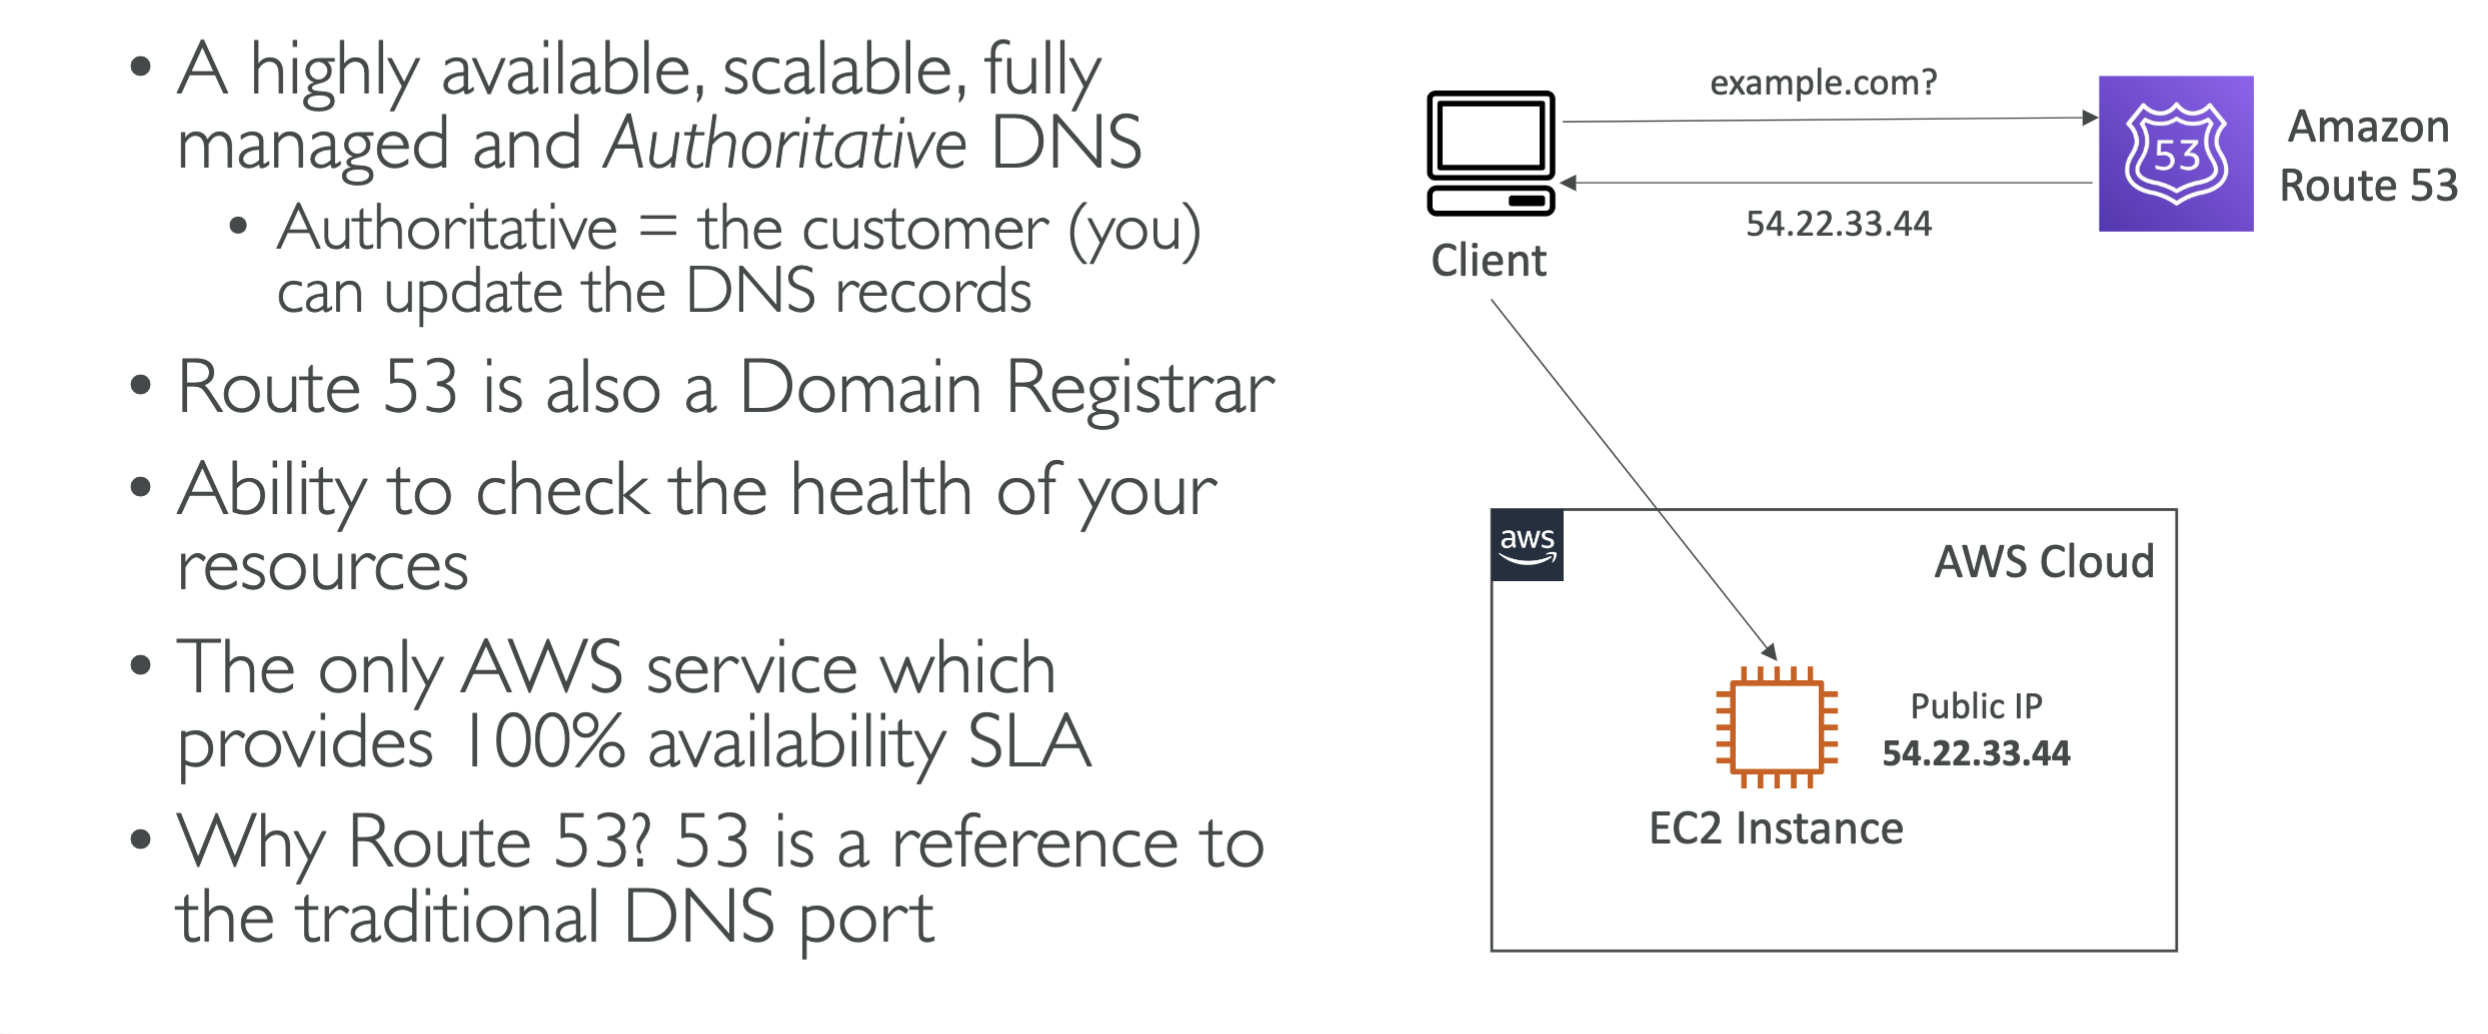 • A highly available, scalable, fully
managed and Authoritative DNS
• Authoritative = the customer (you)
can update the DNS records
• Route 53 is also a Domain Registrar
• Ability to check the health of your
resources
• The only AWS service which
provides 100% availability SLA
• Why Route 53? 53 is a reference to
the traditional DNS port
example.com?
54.22.33.44
Client
53
Amazon
Route 53
aws
AWS Cloud
Public IP
54.22.33.44
EC2 Instance